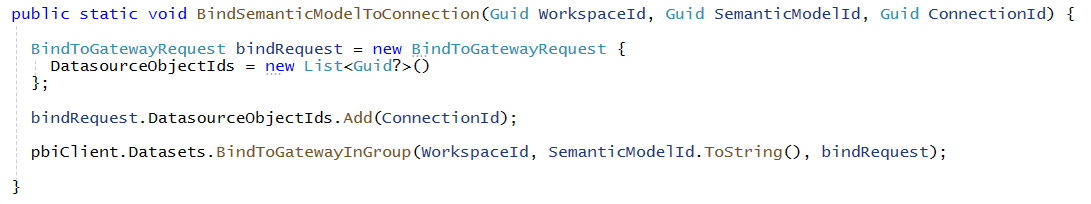 public static void BindSemanticModelToConnection(Guid WorkspaceId, Guid SemanticModelId, Guid ConnectionId) {
BindToGatewayRequest bindRequest = new BindToGatewayRequest {
DatasourceObjectIds = new List<Guid?>()
};
bindRequest.DatasourceObjectIds.Add(ConnectionId);
pbiClient.Datasets.BindToGatewayInGroup(WorkspaceId, SemanticModelId.ToString(), bindRequest);
}